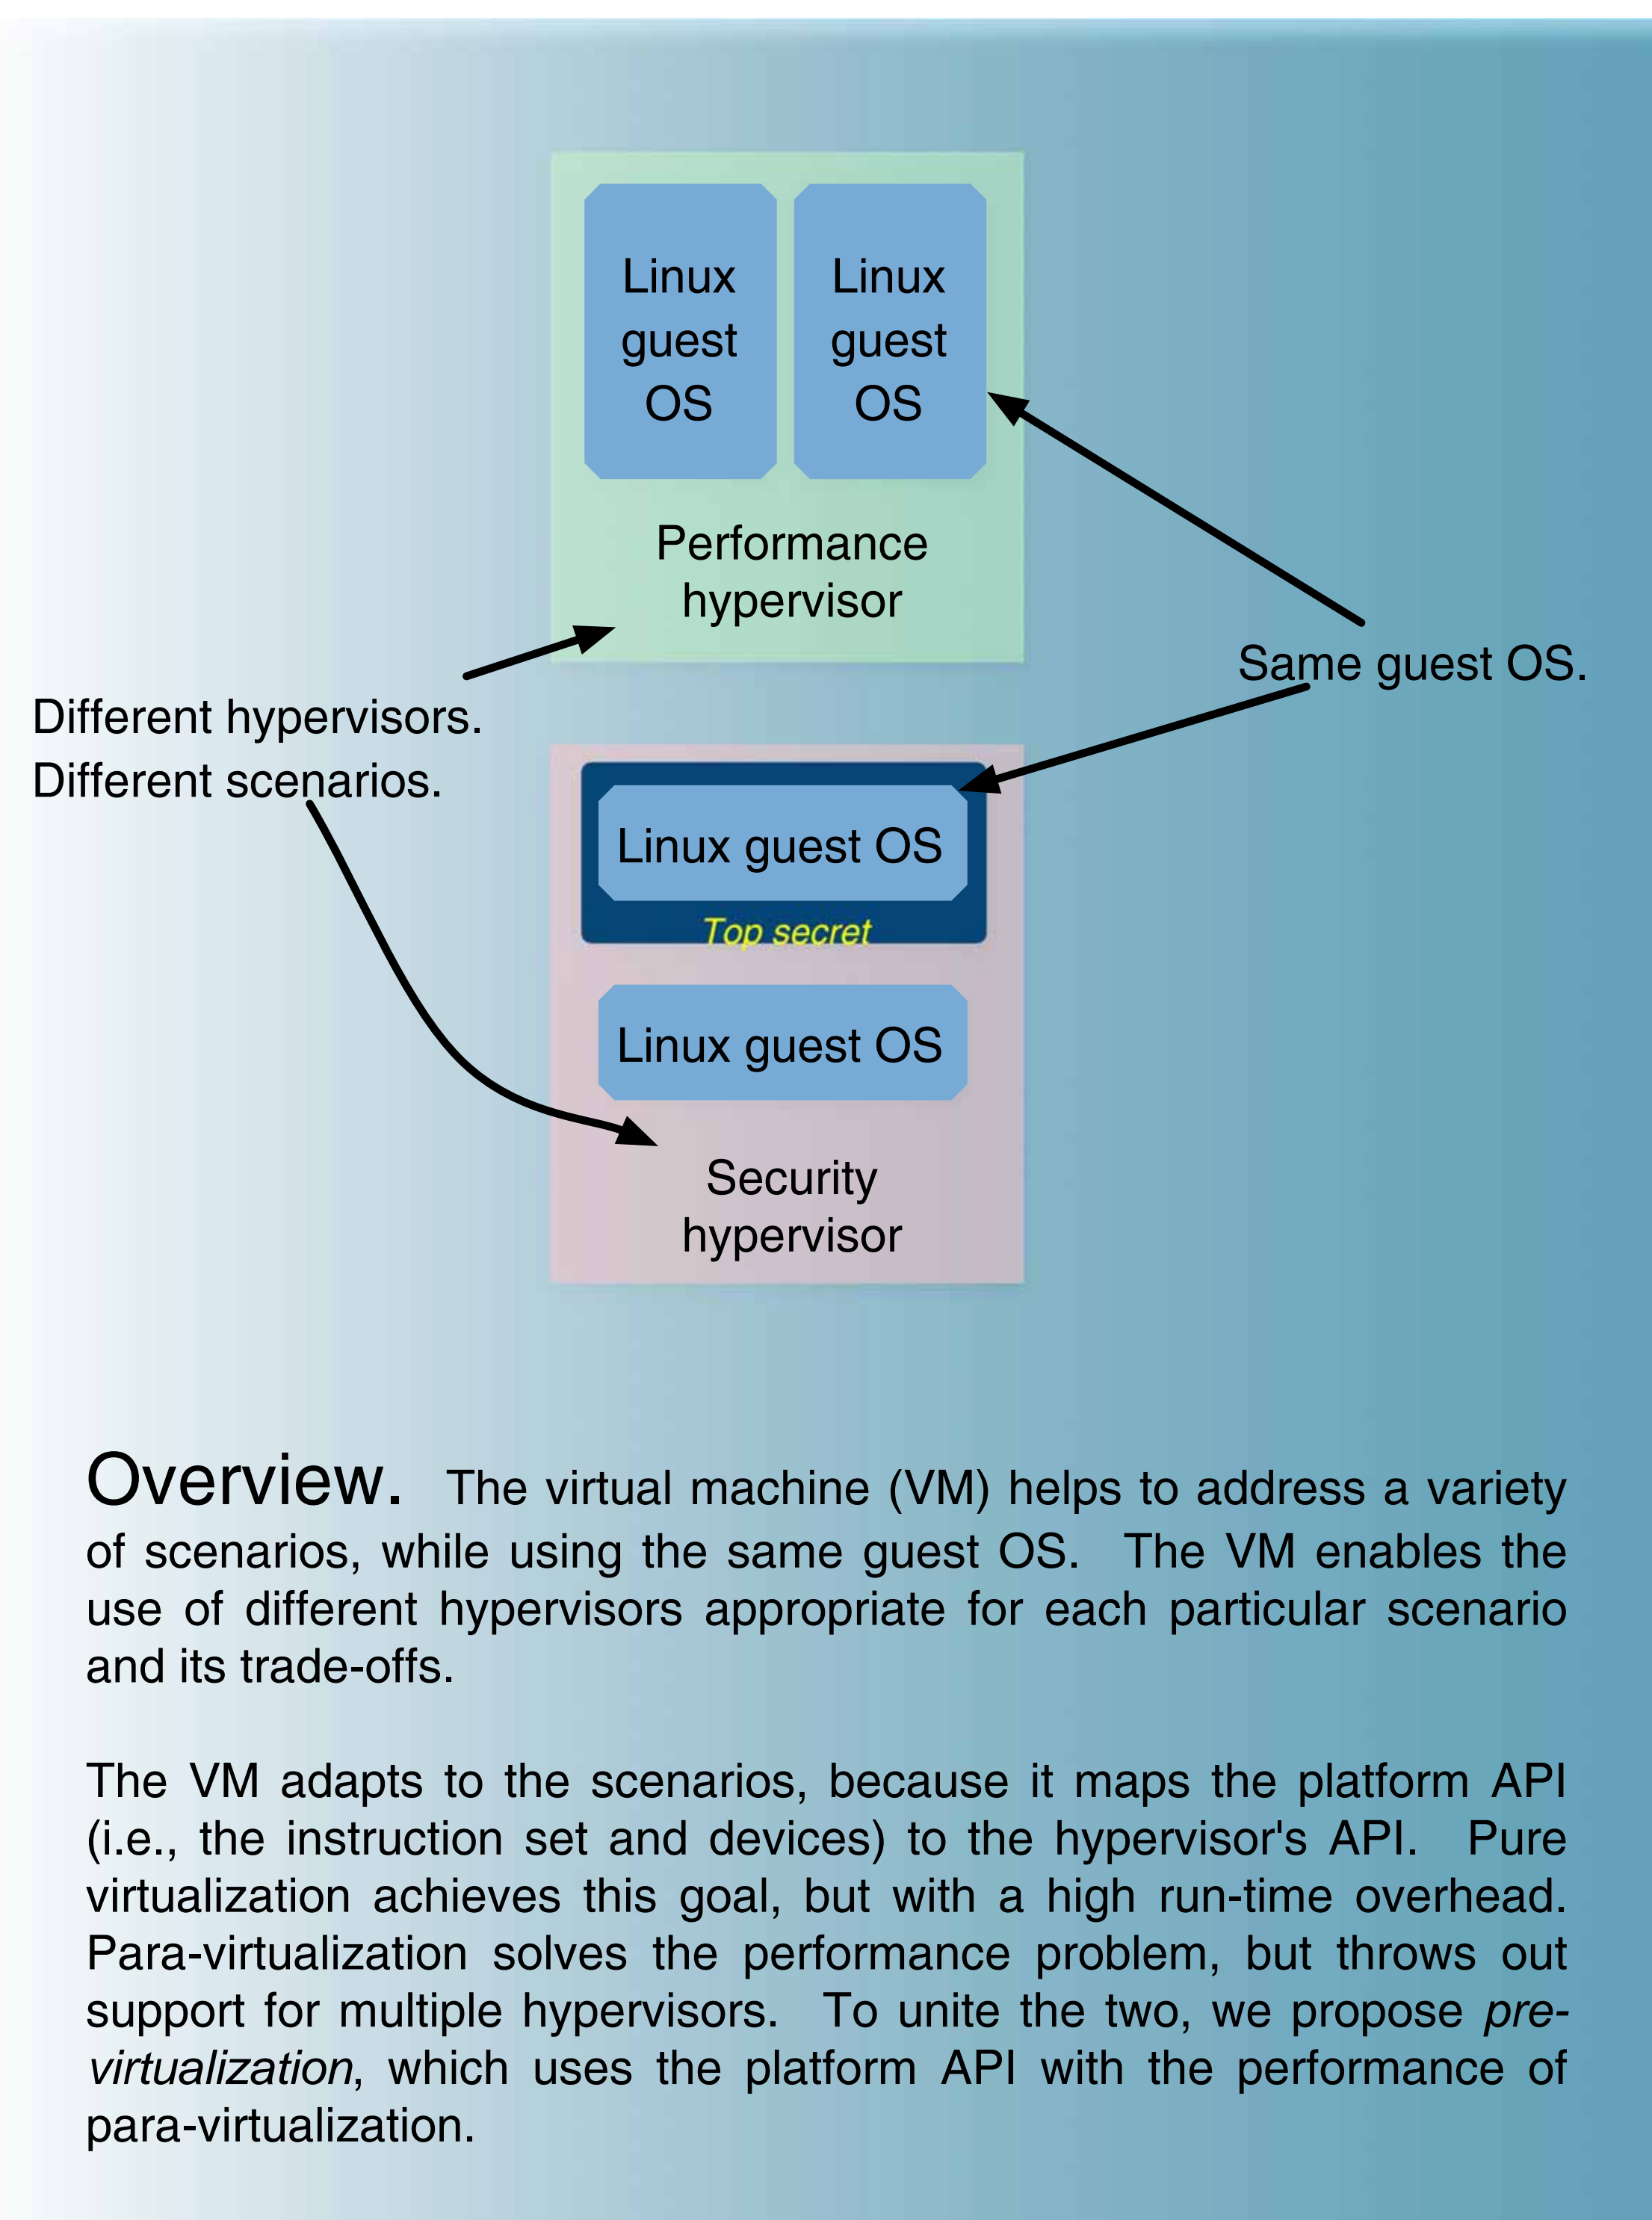 Linux
guest
OS
Linux
guest
OS
Performance
hypervisor
Same guest OS.
Different hypervisors.
Different scenarios.
Linux guest OS
Top secret
Linux guest OS
Security
hypervisor
Overview. The virtual machine (VM) helps to address a variety
of scenarios, while using the same guest OS. The VM enables the
use of different hypervisors appropriate for each particular scenario
and its trade-offs.
The VM adapts to the scenarios, because it maps the platform API
(i.e., the instruction set and devices) to the hypervisor's API. Pure
virtualization achieves this goal, but with a high run-time overhead.
Para-virtualization solves the performance problem, but throws out
support for multiple hypervisors. To unite the two, we propose pre-
virtualization, which uses the platform API with the performance of
para-virtualization.